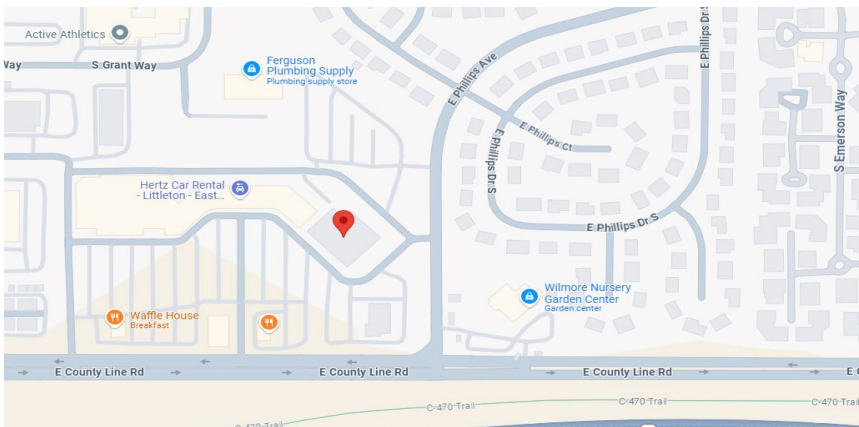 Active Athletics
Way
S Grant Way
Ferguson
Plumbing Supply
Plumbing supply store
E Phillips Ave
E Phillips Dr S
E Phillips Ct
E Phillips Dr S
S Emerson Way
Hertz Car Rental
- Littleton - East...
E Phillips Dr S
Wilmore Nursery
Garden Center
Garden center
Waffle House
Breakfast
E County Line Rd
E County Line Rd
E County Line Rd
E C
C-470 Trail
C-470 Trail
C-470 Trail
C-470 Trail